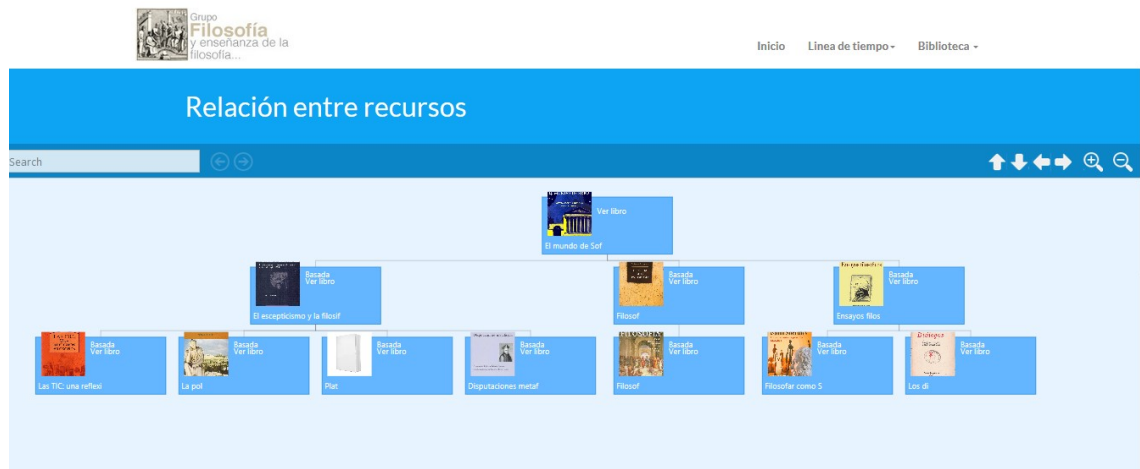 Grupo
Filosofía
y enseñanza de la
filosofía...
Inicio
Linea de tiempo
Biblioteca
Relación entre recursos
Search
Ver libro
El mundo de Sof
Basada
Ver libro
El escepticismo y la filosif
Basada
Ver libro
Filosof
Basada
Ver libro
Ensayos filos
Basada
Ver libro
Las TIC: una reflexi
Basada
Ver libro
La pol
Basada
Ver libro
Plat
Basada
Ver libro
Disputaciones metaf
FILOSOFÍA
Basada
Ver libro
Filosof
Basada
Ver libro
Filosofar como S
Diálogos
Basada
Ver libro
Los di